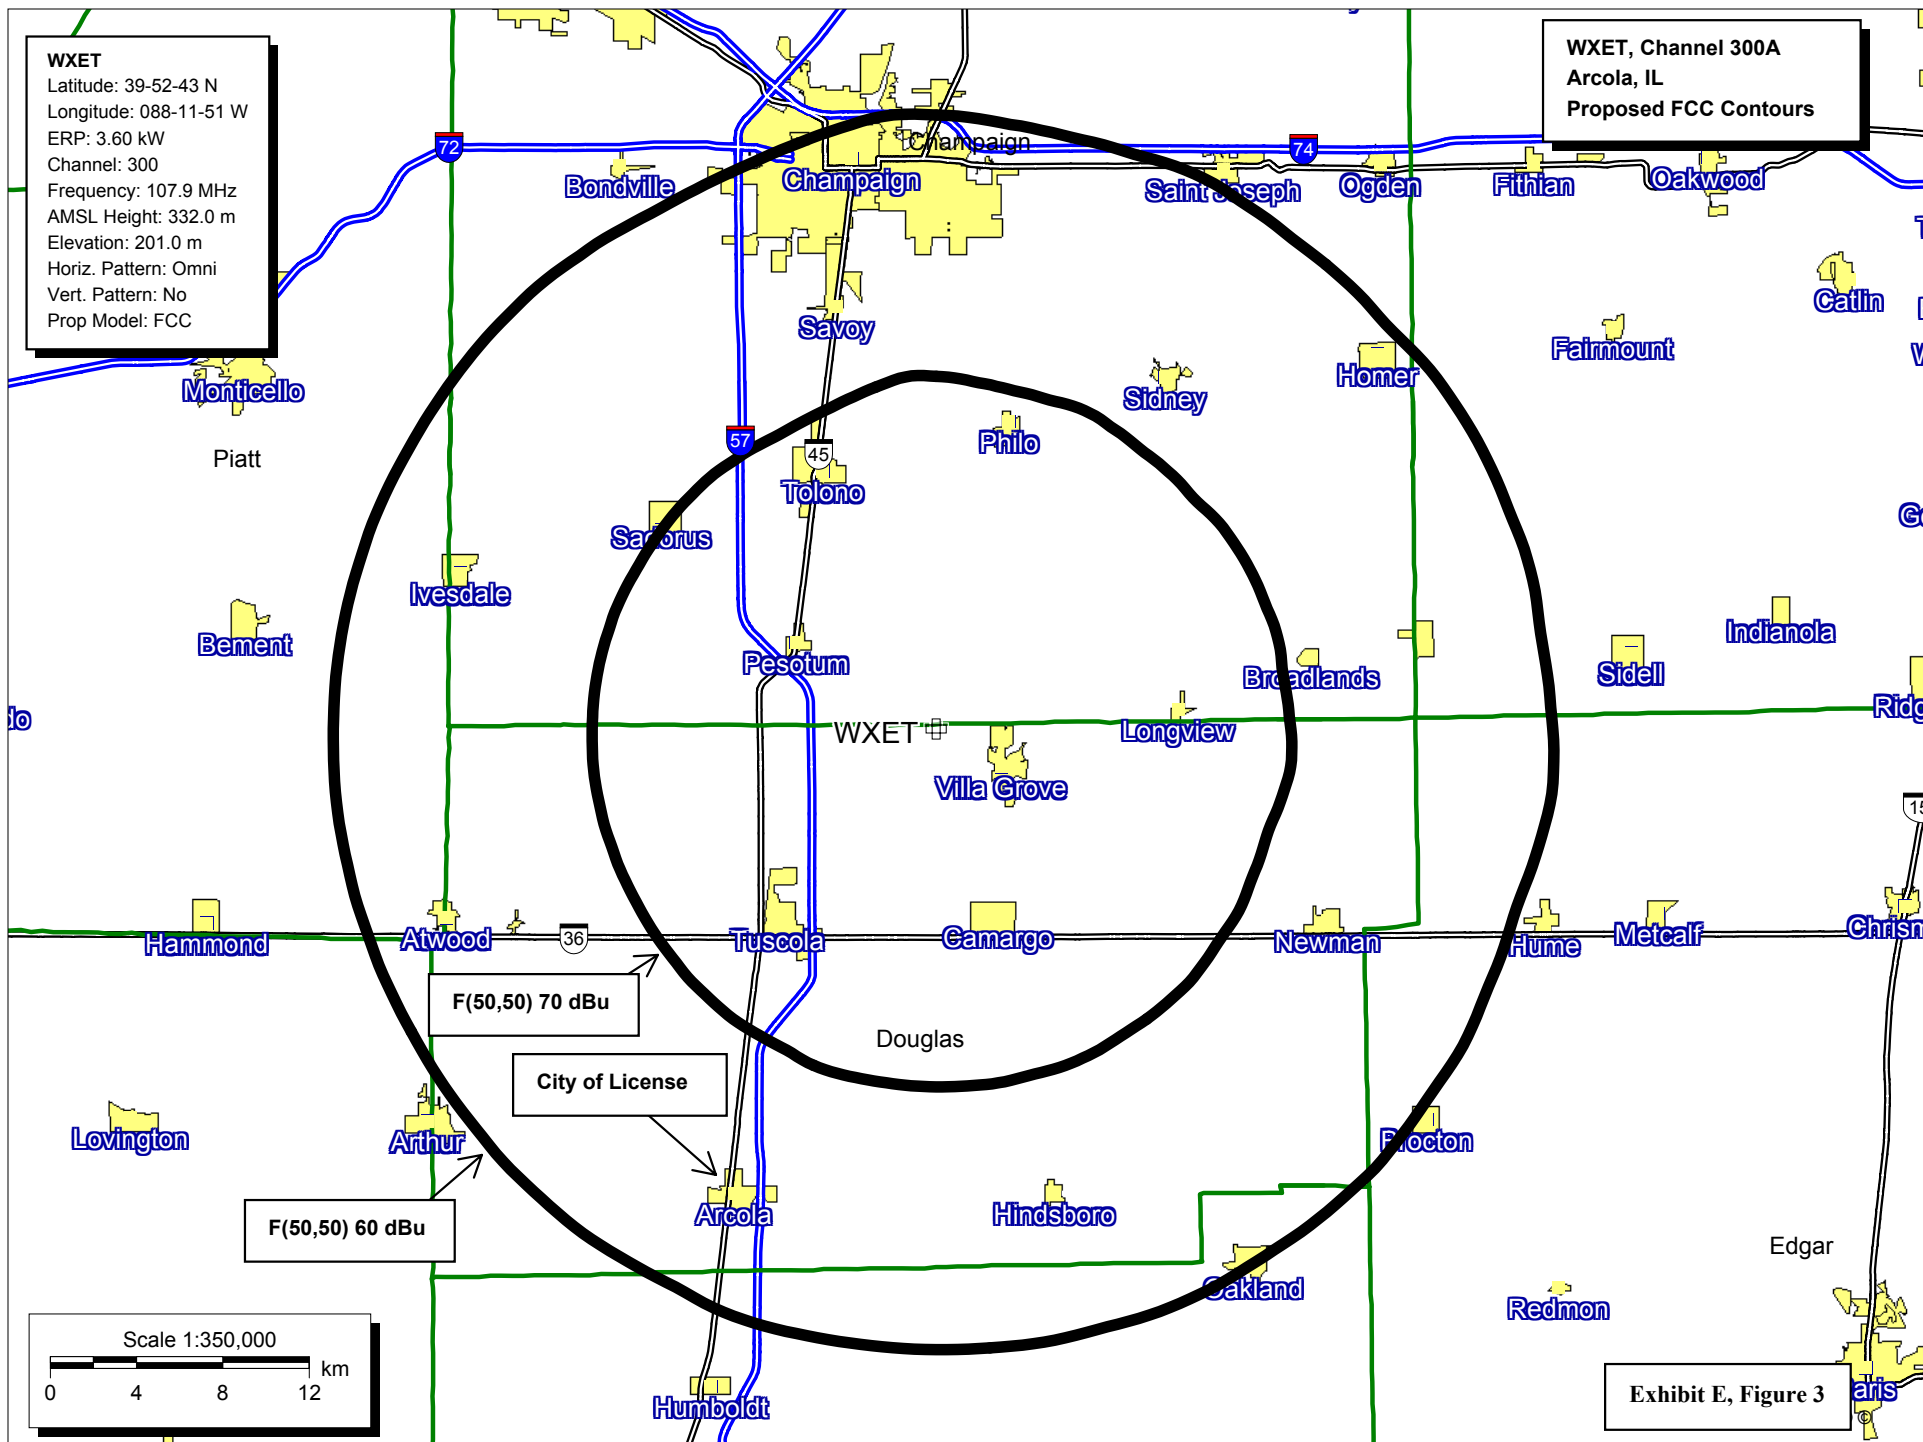 WXET
Latitude: 39-52-43 N
Longitude: 088-11-51 W
ERP: 3.60 kW
Channel: 300
Frequency: 107.9 MHz
AMSL Height: 332.0 m
Elevation: 201.0 m
Horiz. Pattern: Omni
Vert. Pattern: No
Prop Model: FCC
WXET, Channel 300A
Arcola, IL
Proposed FCC Contours
72
74
Champaign
Bondville
Champaign
Saint Joseph
Ogden
Fithian
Oakwood
Catlin
Savoy
Fairmount
Monticello
Homer
Sidney
Philo
57
45
Piatt
Tolono
Sadorus
Ivesdale
Bement
Pesotum
Broadlands
Indianola
Sidell
WXET
Longview
Villa Grove
36
Hammond
Atwood
Tuscola
Camargo
Newman
Hume
Metcalf
F(50,50) 70 dBu
Douglas
City of License
Lovington
Arthur
Procton
Arcola
Hindsboro
F(50,50) 60 dBu
Edgar
Oakland
Redmon
Scale 1:350,000
km
0 4 8 12
Humboldt
Exhibit E, Figure 3
©